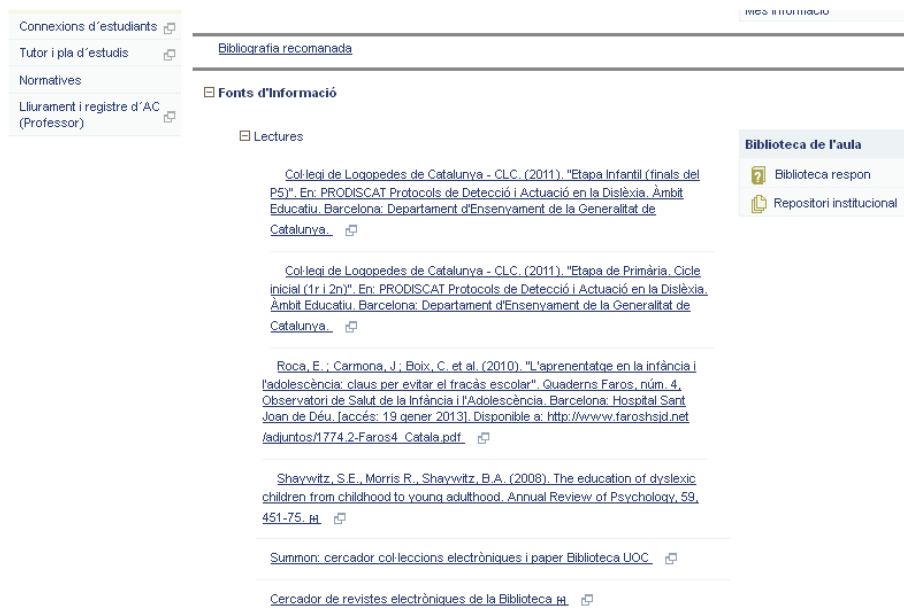 Connexions d´estudiants
Tutor i pla d´estudis
Normatives
Lliurament i registre d´AC
(Professor)
Més informació
Bibliografia recomanada
Fonts d'Informació
Lectures
Col·legi de Logopedes de Catalunya - CLC. (2011). "Etapa Infantil (finals del
P5)". En: PRODISCAT Protocols de Detecció i Actuació en la Dislèxia. Àmbit
Educatiu. Barcelona: Departament d'Ensenyament de la Generalitat de
Catalunya.
Col·legi de Logopedes de Catalunya - CLC. (2011). "Etapa de Primària. Cicle
inicial (1r i 2n)". En: PRODISCAT Protocols de Detecció i Actuació en la Dislèxia.
Àmbit Educatiu. Barcelona: Departament d'Ensenyament de la Generalitat de
Catalunya.
Roca, E. ; Carmona, J ; Boix, C. et al. (2010). "L'aprenentatge en la infància i
l'adolescència: claus per evitar el fracàs escolar". Quaderns Faros, núm. 4,
Observatori de Salut de la Infància i l'Adolescència. Barcelona: Hospital Sant
Joan de Déu. [accés: 19 gener 2013]. Disponible a: http://www.faroshsjd.net
/adjuntos/1774.2-Faros4_Catala.pdf
Shaywitz, S.E., Morris R., Shaywitz, B.A. (2008). The education of dyslexic
children from childhood to young adulthood. Annual Review of Psychology, 59,
451-75. [+]
Summon: cercador col·leccions electròniques i paper Biblioteca UOC
Cercador de revistes electròniques de la Biblioteca [+]
Biblioteca de l'aula
Biblioteca respon
Repositori institucional